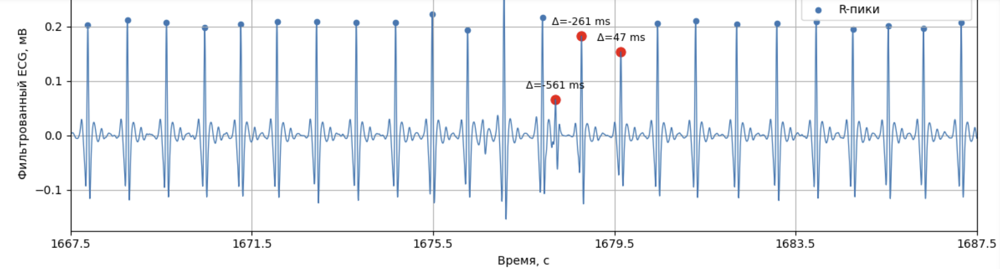 R-пики
Фильтрованный ECG, мВ
0.2
0.1
0.0
−0.1
Δ=-261 ms
Δ=47 ms
Δ=-561 ms
1667.5 1671.5 1675.5 1679.5 1683.5 1687.5
Время, с